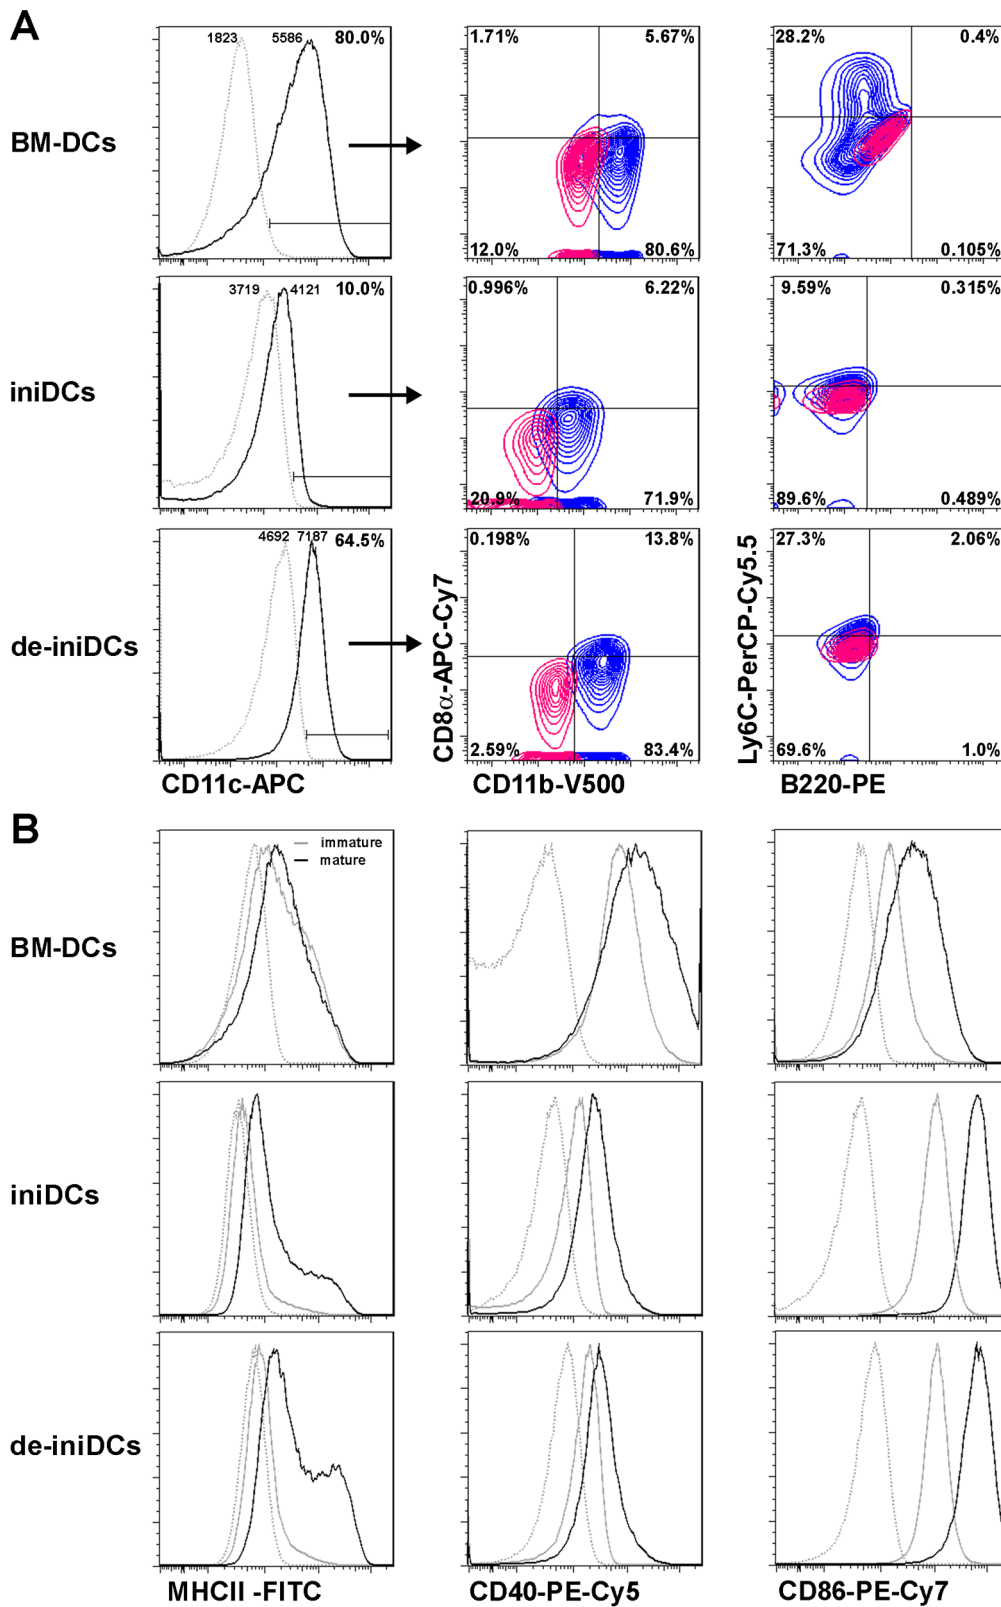 A
BM-DCs
1823
5586
80.0%
1.71%
5.67%
12.0%
80.6%
28.2%
0.4%
71.3%
0.105%
iniDCs
3719
4121
10.0%
0.996%
6.22%
20.9%
71.9%
9.59%
0.315%
89.6%
0.489%
de-iniDCs
4692
7187
64.5%
0.198%
13.8%
2.59%
83.4%
27.3%
2.06%
69.6%
1.0%
CD8α-APC-Cy7
Ly6C-PerCP-Cy5.5
CD11c-APC
CD11b-V500
B220-PE
B
immature
mature
BM-DCs
iniDCs
de-iniDCs
MHCII -FITC
CD40-PE-Cy5
CD86-PE-Cy7